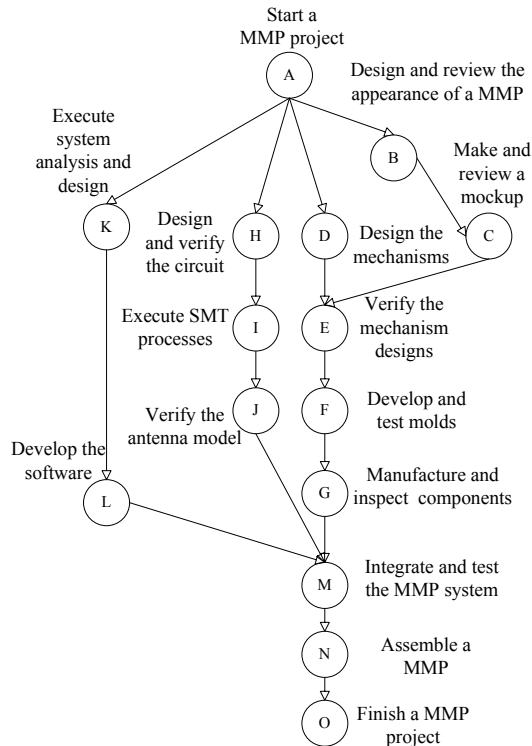 Start a
MMP project
A
Design and review the
appearance of a MMP
B
Execute
system
analysis and
design
K
Make and
review a
mockup
C
Design
and verify
the circuit
H
D
Design the
mechanisms
Execute SMT
processes
I
E
Verify the
mechanism
designs
Verify the
antenna model
J
F
Develop and
test molds
Develop the
software
L
G
Manufacture and
inspect components
M
Integrate and test
the MMP system
N
Assemble a
MMP
O
Finish a MMP
project